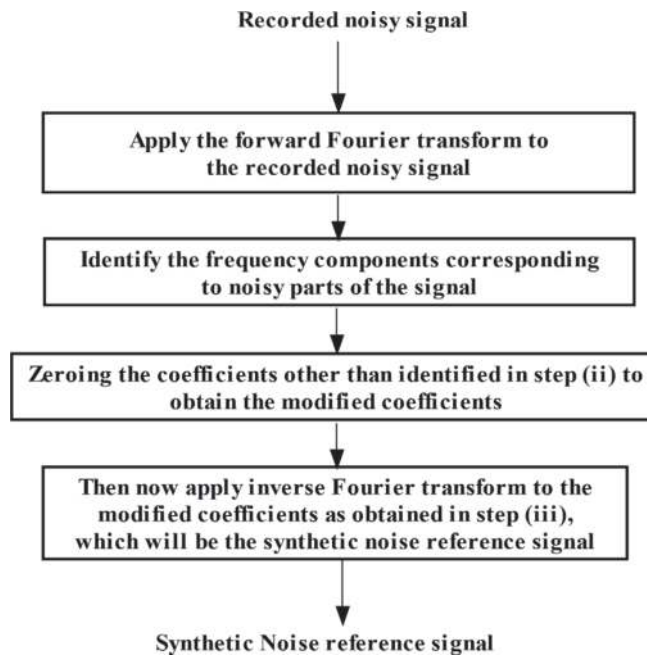 Recorded noisy signal
Apply the forward Fourier transform to
the recorded noisy signal
Identify the frequency components corresponding
to noisy parts of the signal
Zeroing the coefficients other than identified in step (ii) to
obtain the modified coefficients
Then now apply inverse Fourier transform to the
modified coefficients as obtained in step (iii),
which will be the synthetic noise reference signal
Synthetic Noise reference signal